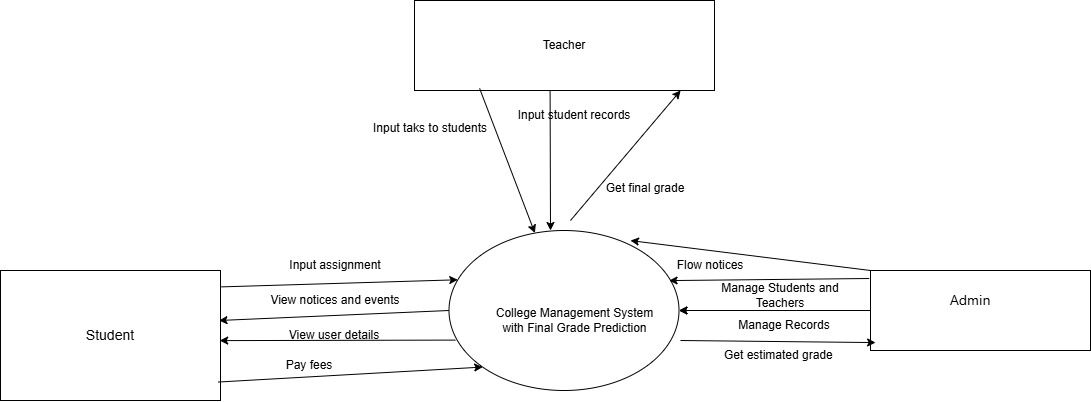 Teacher
Input taks to students
Input student records
Get final grade
Input assignment
View notices and events
View user details
Pay fees
Student
College Management System
with Final Grade Prediction
Flow notices
Manage Students and
Teachers
Manage Records
Get estimated grade
Admin